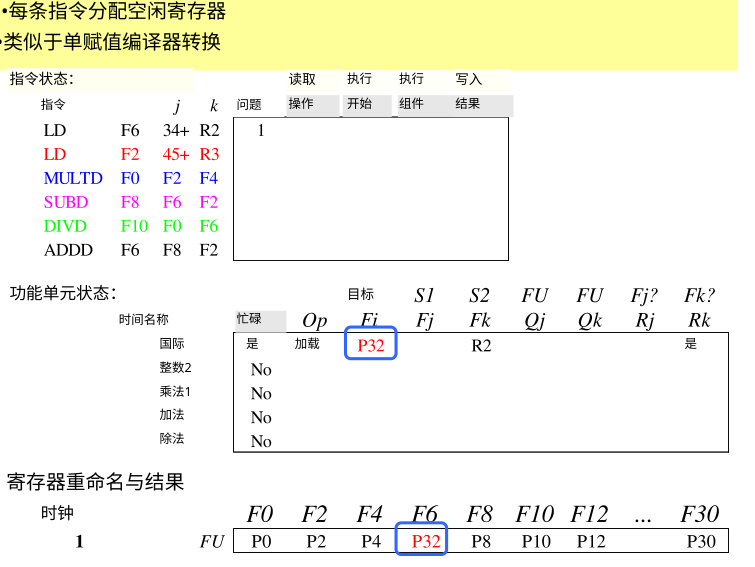 •每条指令分配空闲寄存器
•类似于单赋值编译器转换
指令状态： 读取 执行 执行 写入
指令 j k 问题 操作 开始 组件 结果
LD F6 34+ R2 1
LD F2 45+ R3
MULTD F0 F2 F4
SUBD F8 F6 F2
DIVD F10 F0 F6
ADDD F6 F8 F2
功能单元状态： 目标 S1 S2 FU FU Fj? Fk?
时间名称 忙碌 Op Fi Fj Fk Qj Qk Rj Rk
国际 是 加载 P32 R2 是
整数2 No
乘法1 No
加法 No
除法 No
寄存器重命名与结果
时钟 F0 F2 F4 F6 F8 F10 F12 ... F30
1 FU P0 P2 P4 P32 P8 P10 P12 P30